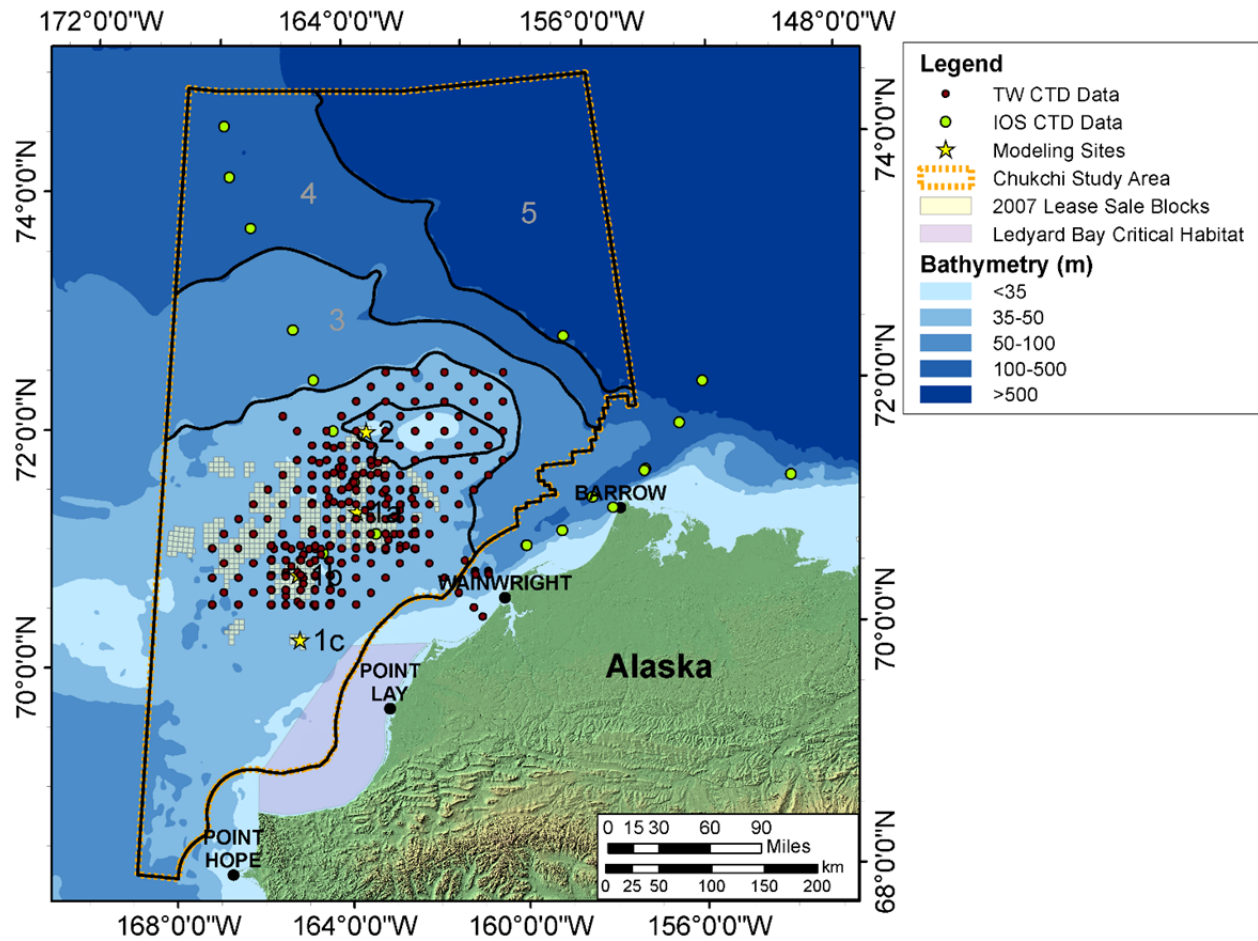 172°0'0"W 164°0'0"W 156°0'0"W 148°0'0"W
74°0'0"N
72°0'0"N
70°0'0"N
74°0'0"N
72°0'0"N
70°0'0"N
68°0'0"N
4
5
3
2
1a
1b
1c
BARROW
WAINWRIGHT
POINT
LAY
Alaska
POINT
HOPE
0 15 30 60 90
Miles
km
0 25 50 100 150 200
168°0'0"W 164°0'0"W 160°0'0"W 156°0'0"W
Legend
TW CTD Data
IOS CTD Data
Modeling Sites
Chukchi Study Area
2007 Lease Sale Blocks
Ledyard Bay Critical Habitat
Bathymetry (m)
<35
35-50
50-100
100-500
>500